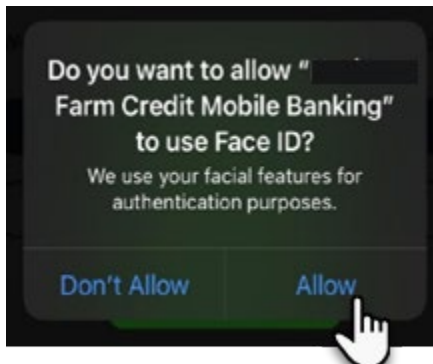 Do you want to allow "
Farm Credit Mobile Banking"
to use Face ID?
We use your facial features for
authentication purposes.
Don't Allow
Allow